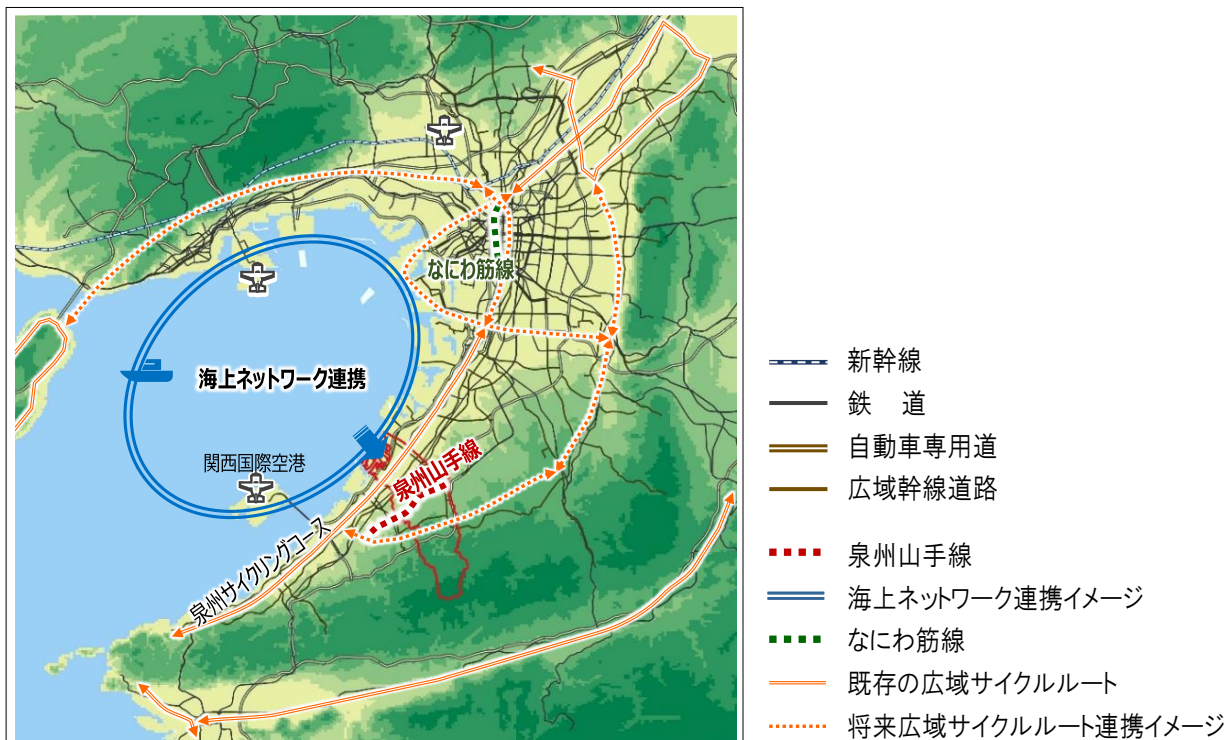 なにわ筋線
海上ネットワーク連携
関西国際空港
泉州山手線
泉州サイクリングコース
新幹線
鉄　道
自動車専用道
広域幹線道路
泉州山手線
海上ネットワーク連携イメージ
なにわ筋線
既存の広域サイクルルート
将来広域サイクルルート連携イメージ